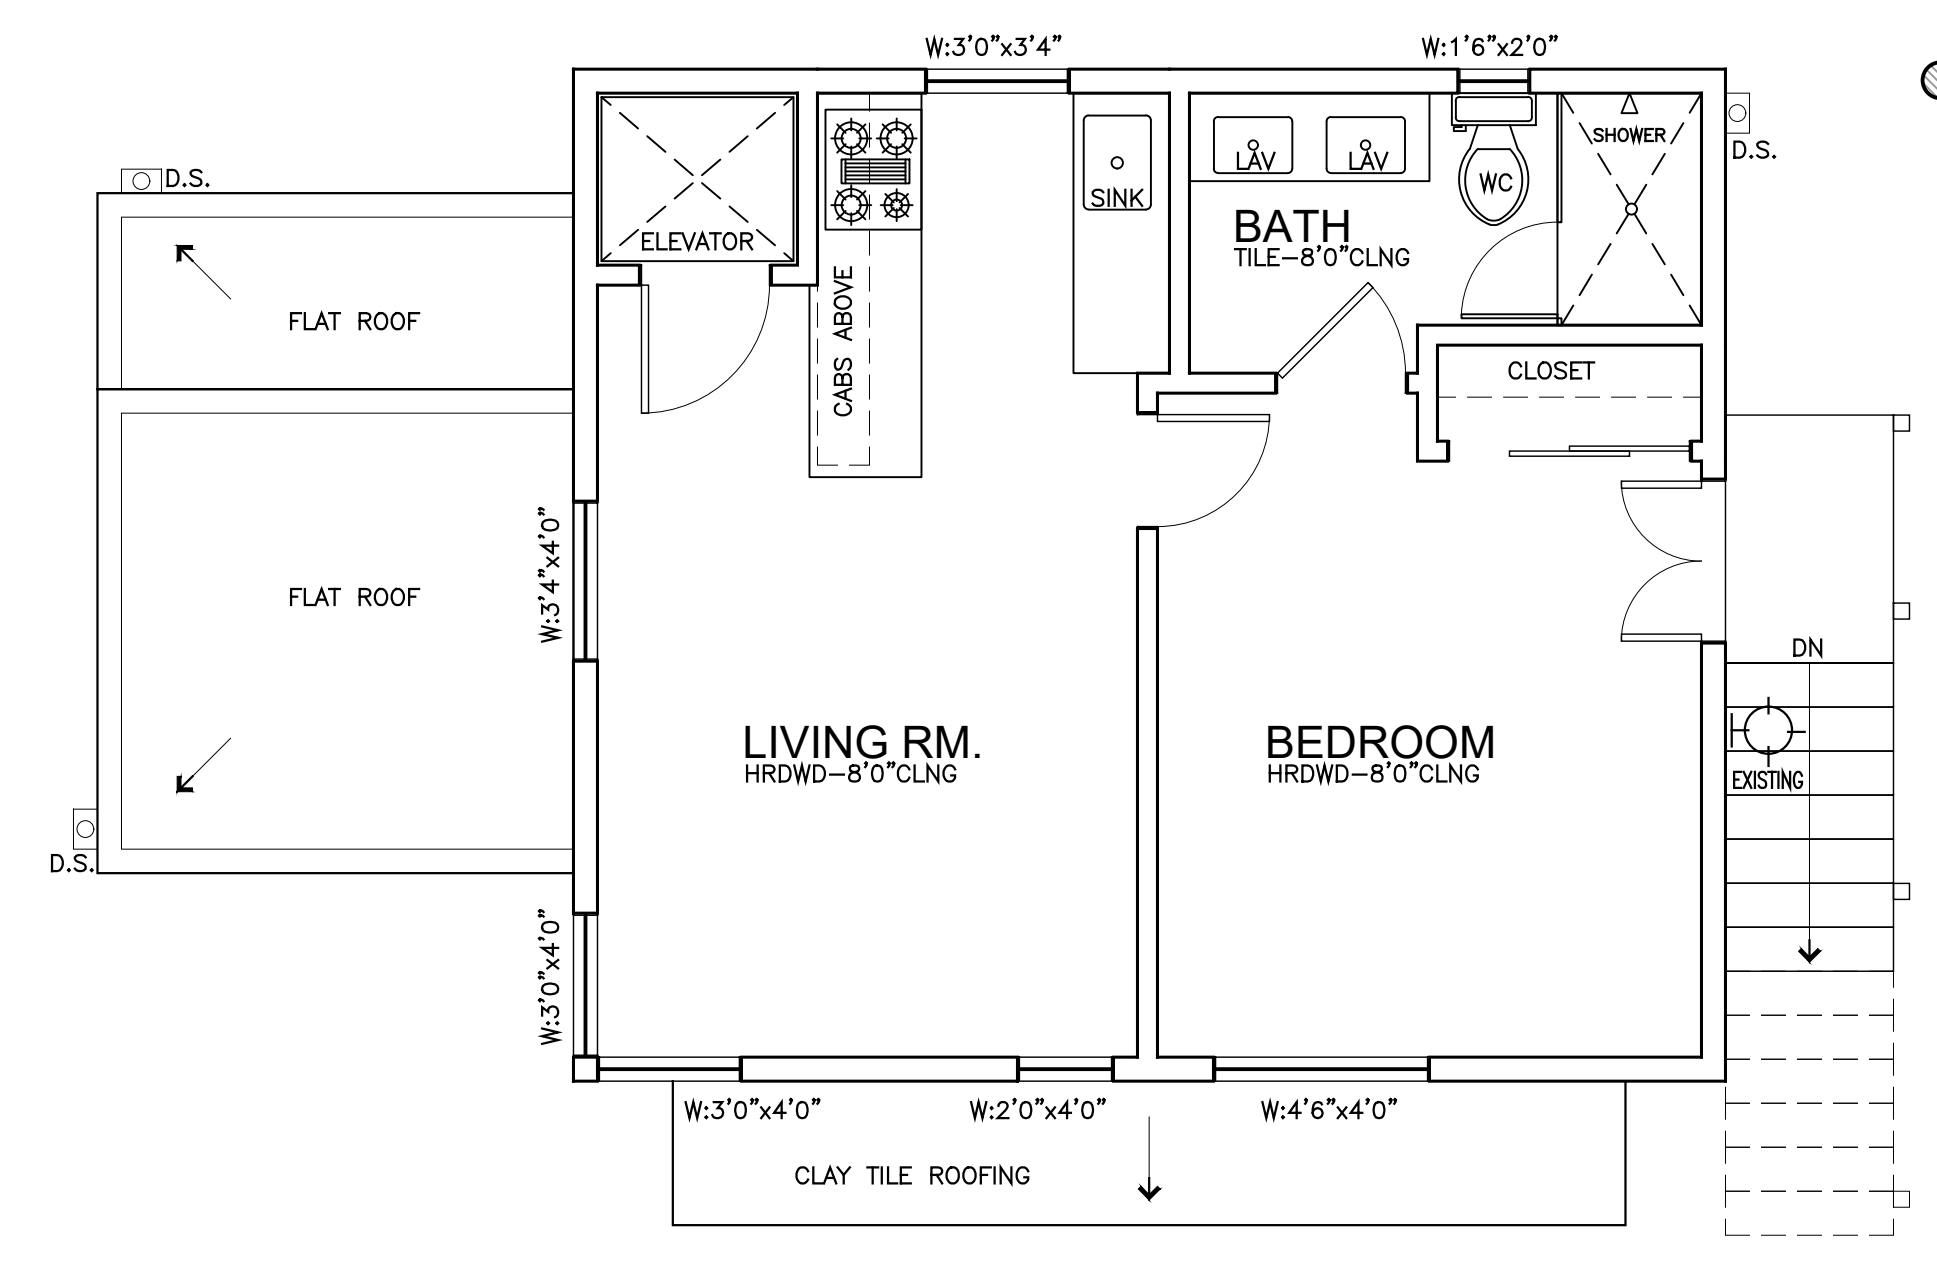 W:3'0"x3'4"
W:1'6"x2'0"
D.S.
SHOWER
LAV
LAV
D.S.
WC
SINK
ELEVATOR
BATH
TILE-8'0"CLNG
FLAT ROOF
CABS ABOVE
CLOSET
W:3'4"x4'0"
FLAT ROOF
DN
LIVING RM.
HRDWD-8'0"CLNG
BEDROOM
HRDWD-8'0"CLNG
EXISTING
D.S.
W:3'0"x4'0"
W:3'0"x4'0"
W:2'0"x4'0"
W:4'6"x4'0"
CLAY TILE ROOFING